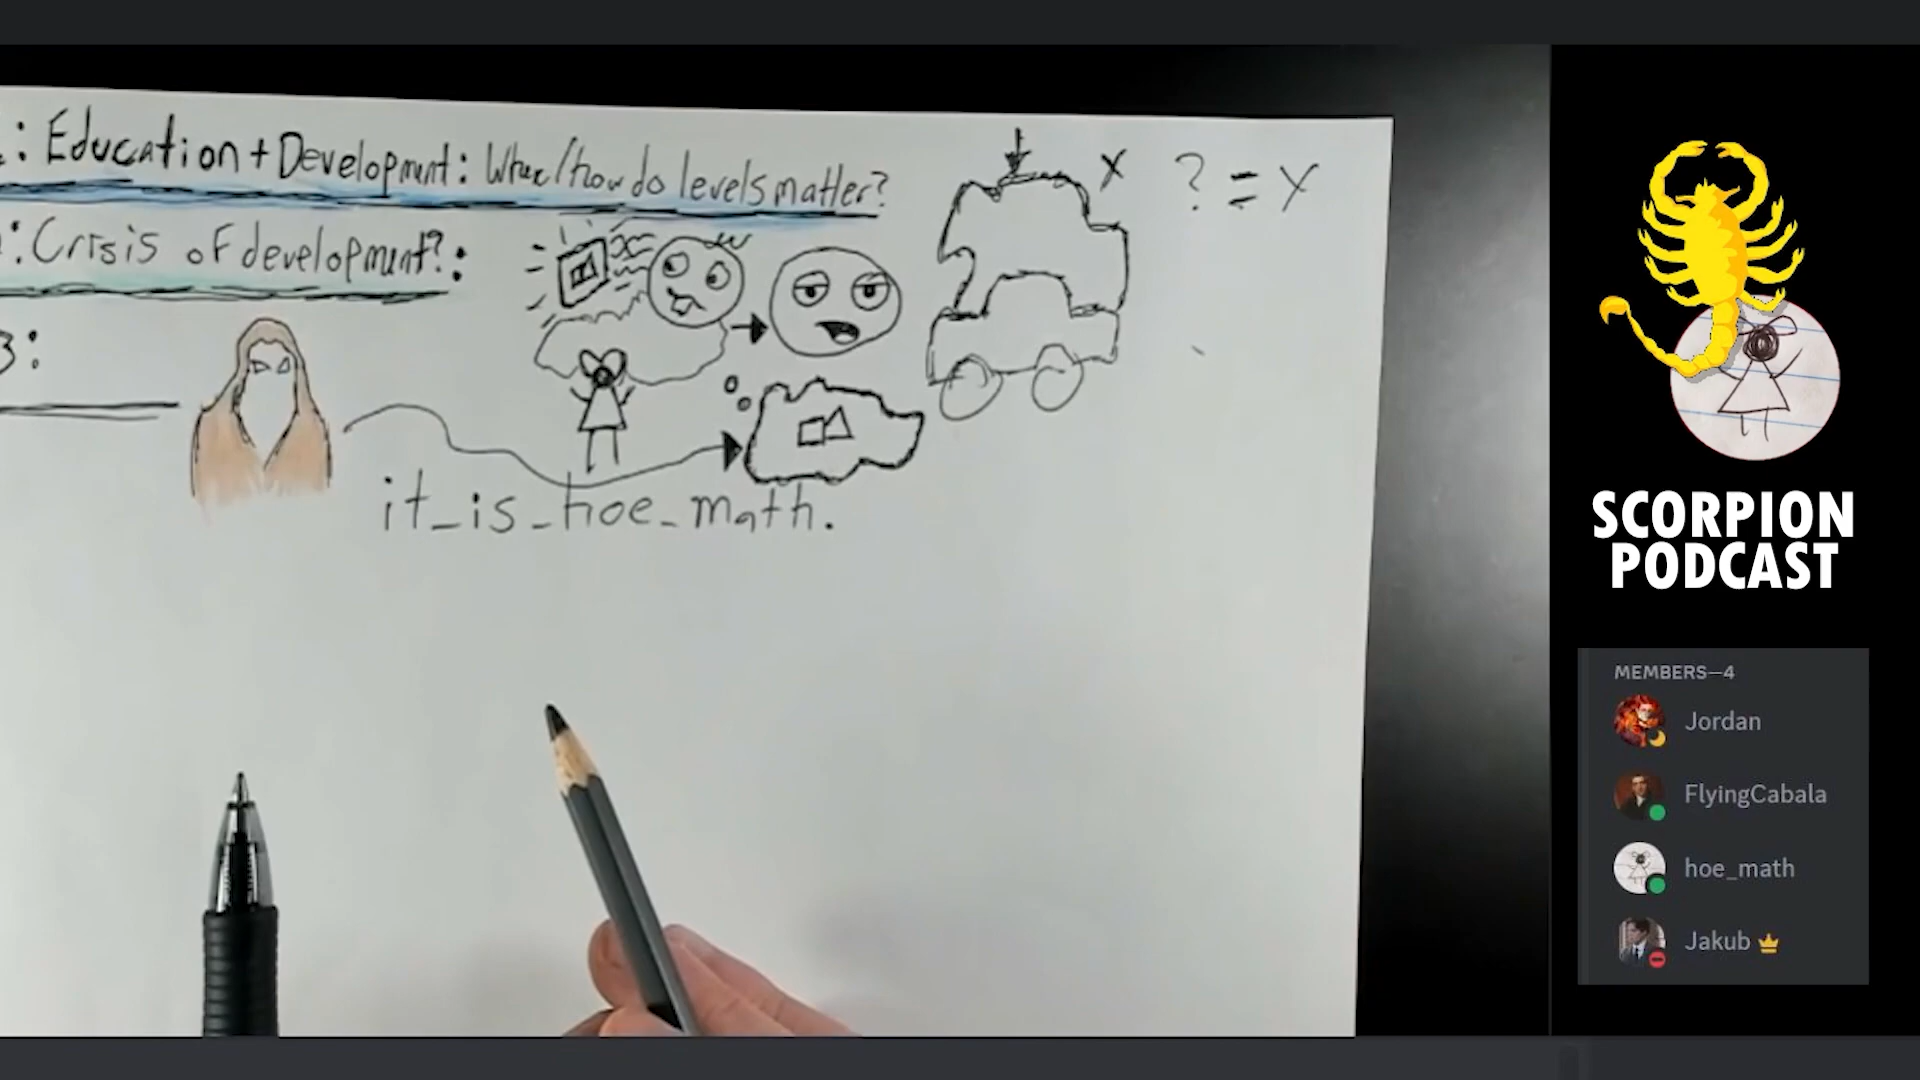 : Education + Development: When/how do levels matter?
: Crisis of development?:
3:
it_is_hoe_math.
X
? = Y
SCORPION
PODCAST
MEMBERS—4
Jordan
FlyingCabala
hoe_math
Jakub